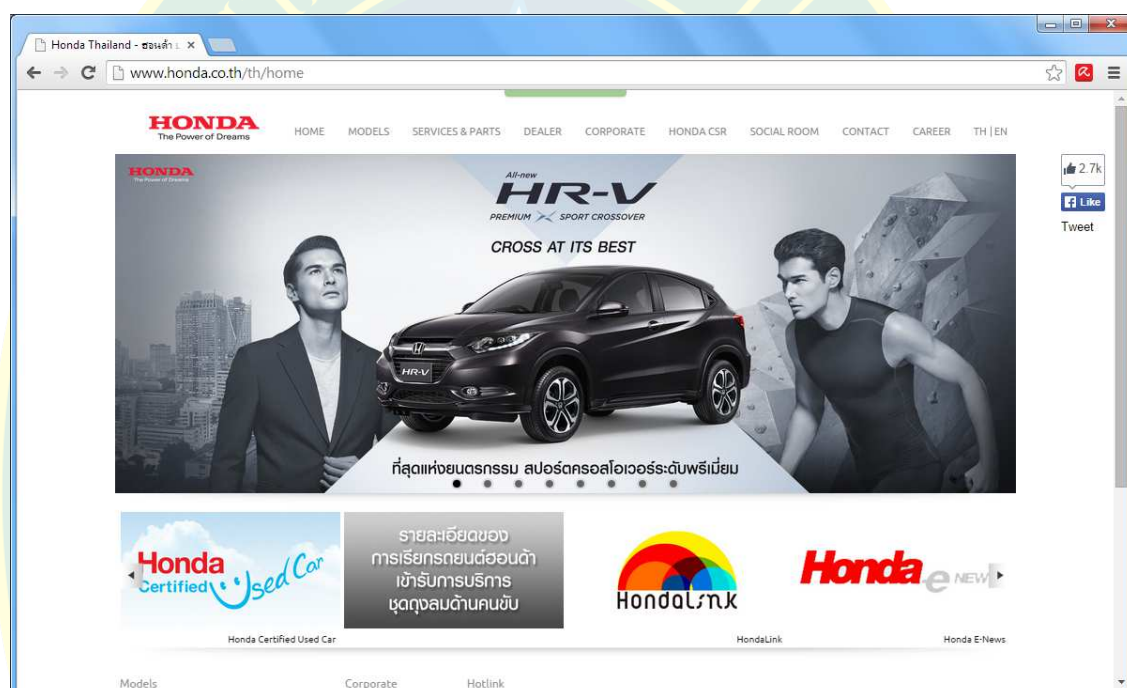 Honda Thailand - ฮอนด้า
www.honda.co.th/th/home
HONDA
The Power of Dreams
HOME MODELS SERVICES & PARTS DEALER CORPORATE HONDA CSR SOCIAL ROOM CONTACT CAREER TH | EN
HONDA
The Power of Dreams
All-new
HR-V
PREMIUM SPORT CROSSOVER
CROSS AT ITS BEST
HR-V
ที่สุดแห่งยนตรกรรม สปอร์ตครอสโอเวอร์ระดับพรีเมี่ยม
2.7k
Like
Tweet
Honda
Certified Used Car
รายละเอียดของ
การเรียกรถยนต์ฮอนด้า
เข้ารับการบริการ
ชุดถุงลมด้านคนขับ
HondaLink
Honda e-NEW
Honda Certified Used Car
HondaLink
Honda E-News
Models Corporate Hotlink